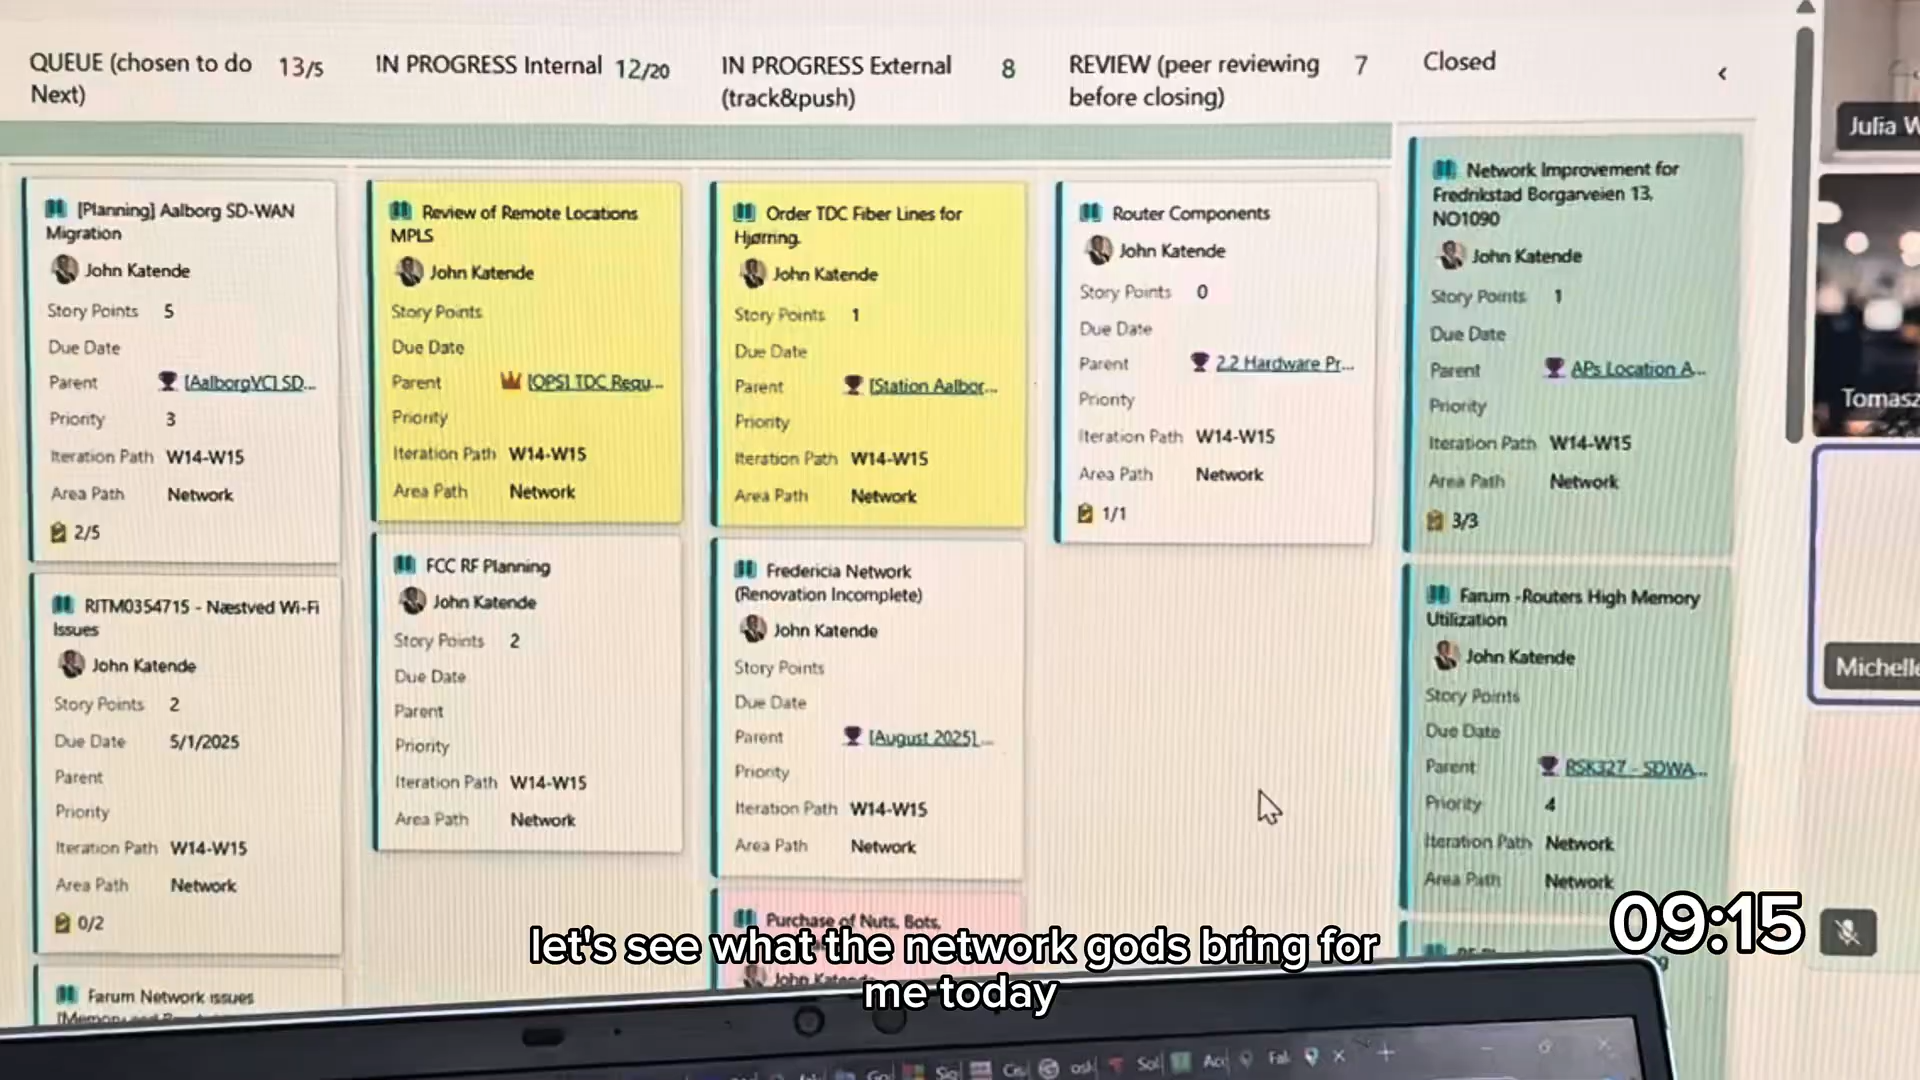 QUEUE (chosen to do
Next)
13/5
IN PROGRESS Internal 12/20
IN PROGRESS External
(track&push)
8
REVIEW (peer reviewing
before closing)
7
Closed
[Planning] Aalborg SD-WAN
Migration
John Katende
Story Points 5
Due Date
Parent [AalborgVC] SD...
Priority 3
Iteration Path W14-W15
Area Path Network
2/5
RITM0354715 - Næstved Wi-Fi
Issues
John Katende
Story Points 2
Due Date 5/1/2025
Parent
Priority
Iteration Path W14-W15
Area Path Network
0/2
Farum Network issues
Review of Remote Locations
MPLS
John Katende
Story Points
Due Date
Parent [OPS] TDC Requ...
Priority
Iteration Path W14-W15
Area Path Network
FCC RF Planning
John Katende
Story Points 2
Due Date
Parent
Priority
Iteration Path W14-W15
Area Path Network
Order TDC Fiber Lines for
Hjørring.
John Katende
Story Points 1
Due Date
Parent [Station Aalbor...
Priority
Iteration Path W14-W15
Area Path Network
Fredericia Network
(Renovation Incomplete)
John Katende
Story Points
Due Date
Parent [August 2025] ...
Priority
Iteration Path W14-W15
Area Path Network
Purchase of Nuts, Bots,
John Katende
Router Components
John Katende
Story Points 0
Due Date
Parent 2.2 Hardware Pr...
Priority
Iteration Path W14-W15
Area Path Network
1/1
Network Improvement for
Fredrikstad Borgarveien 13,
NO1090
John Katende
Story Points 1
Due Date
Parent APs Location A...
Priority
Iteration Path W14-W15
Area Path Network
3/3
Farum -Routers High Memory
Utilization
John Katende
Story Points
Due Date
Parent RSK327 - SDWA...
Priority 4
Iteration Path Network
Area Path Network
Julia W
Tomasz
Michelle
09:15
let's see what the network gods bring for
me today